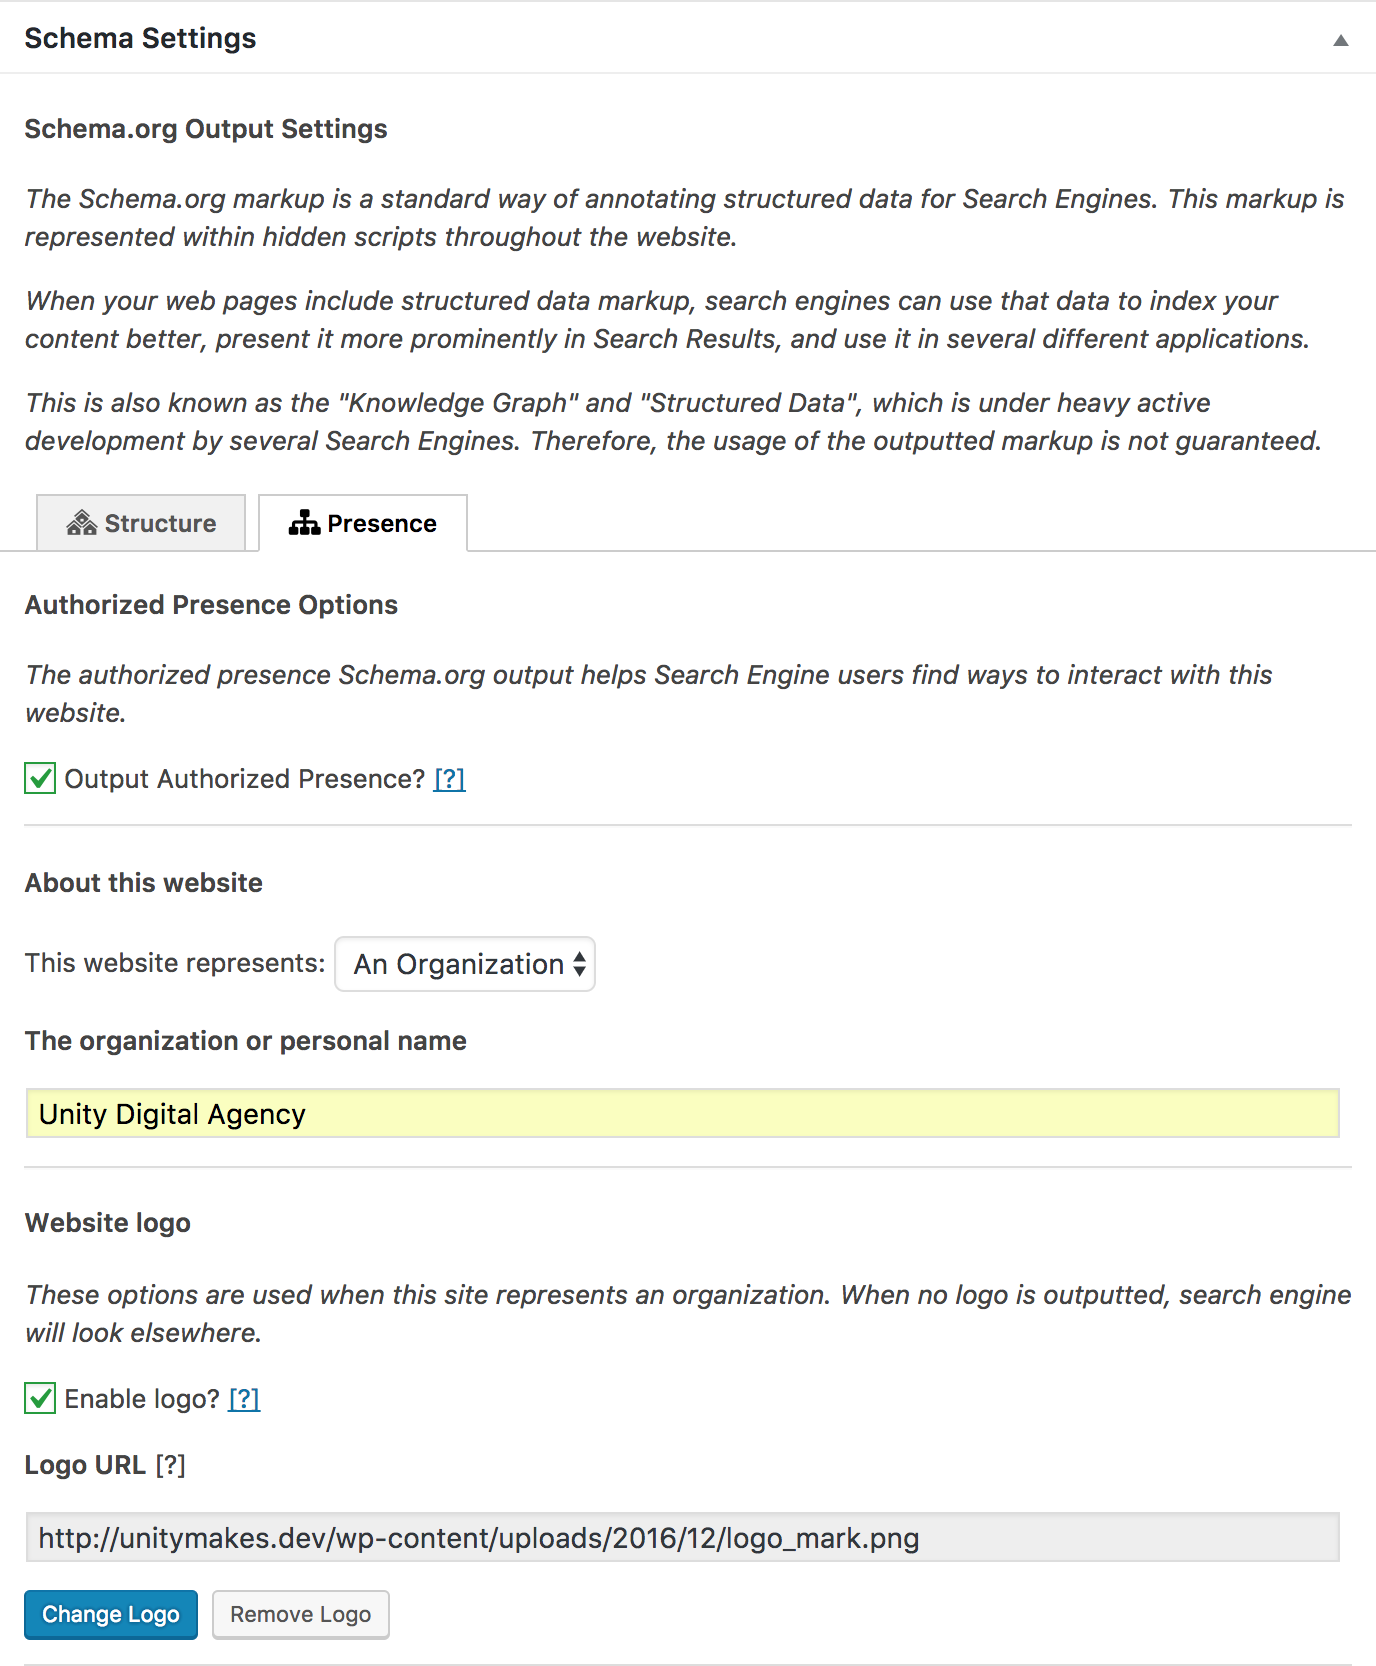 Schema Settings
Schema.org Output Settings
The Schema.org markup is a standard way of annotating structured data for Search Engines. This markup is
represented within hidden scripts throughout the website.
When your web pages include structured data markup, search engines can use that data to index your
content better, present it more prominently in Search Results, and use it in several different applications.
This is also known as the "Knowledge Graph" and "Structured Data", which is under heavy active
development by several Search Engines. Therefore, the usage of the outputted markup is not guaranteed.
Structure Presence
Authorized Presence Options
The authorized presence Schema.org output helps Search Engine users find ways to interact with this
website.
Output Authorized Presence? [?]
About this website
This website represents: An Organization
The organization or personal name
Unity Digital Agency
Website logo
These options are used when this site represents an organization. When no logo is outputted, search engine
will look elsewhere.
Enable logo? [?]
Logo URL [?]
http://unitymakes.dev/wp-content/uploads/2016/12/logo_mark.png
Change Logo Remove Logo